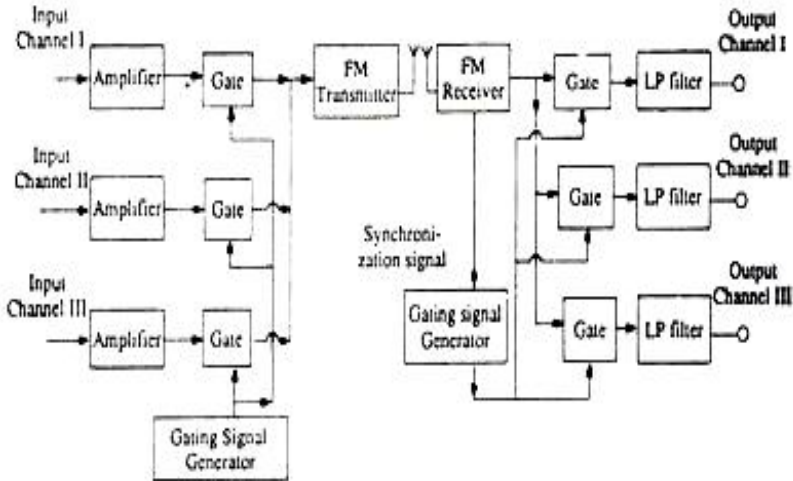 Input
Channel I
Amplifier
Gate
FM
Transmitter
FM
Receiver
Gate
LP filter
Output
Channel I
Input
Channel II
Amplifier
Gate
Gate
LP filter
Output
Channel II
Synchroni-
zation signal
Input
Channel III
Amplifier
Gate
Gating signal
Generator
Gate
LP filter
Output
Channel III
Gating Signal
Generator